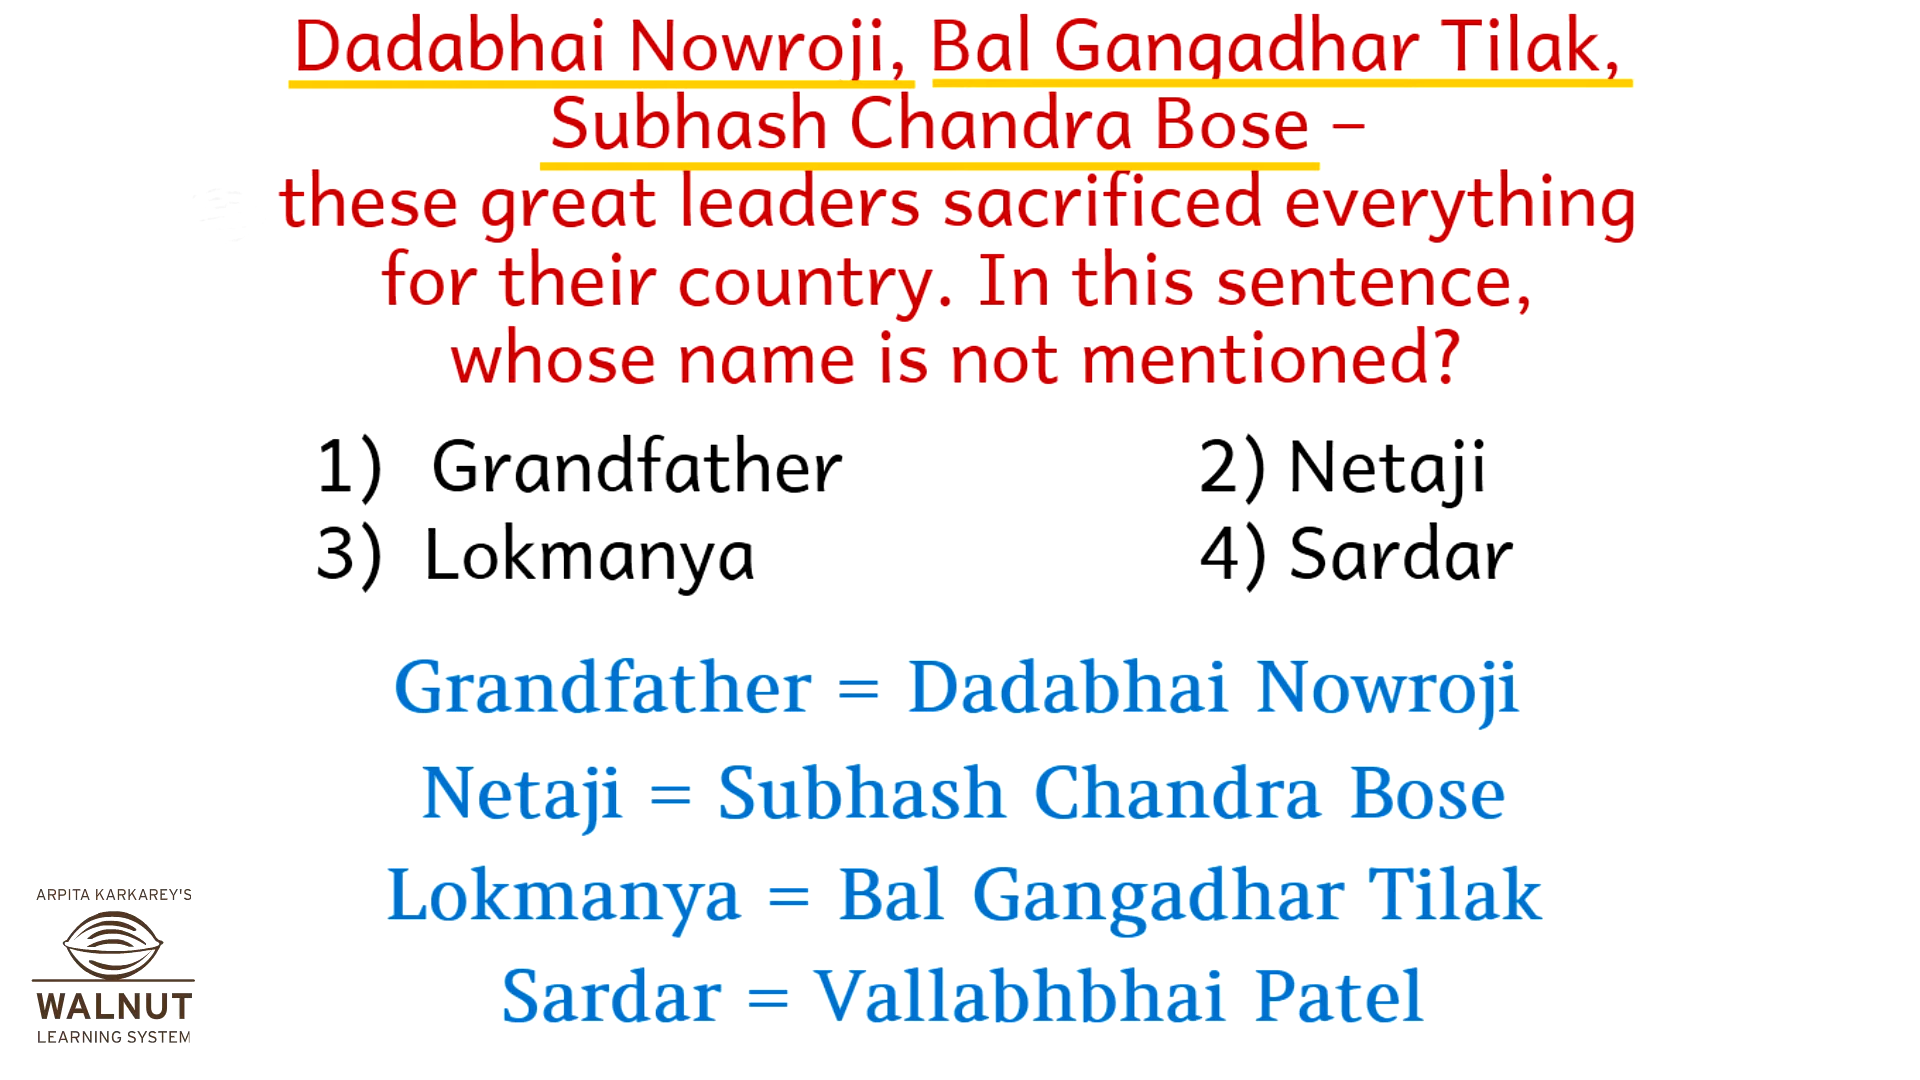 Dadabhai Nowroji, Bal Gangadhar Tilak,
Subhash Chandra Bose –
these great leaders sacrificed everything
for their country. In this sentence,
whose name is not mentioned?
1) Grandfather 2) Netaji
3) Lokmanya 4) Sardar
Grandfather = Dadabhai Nowroji
Netaji = Subhash Chandra Bose
Lokmanya = Bal Gangadhar Tilak
Sardar = Vallabhbhai Patel
ARPITA KARKAREY'S
WALNUT
LEARNING SYSTEM